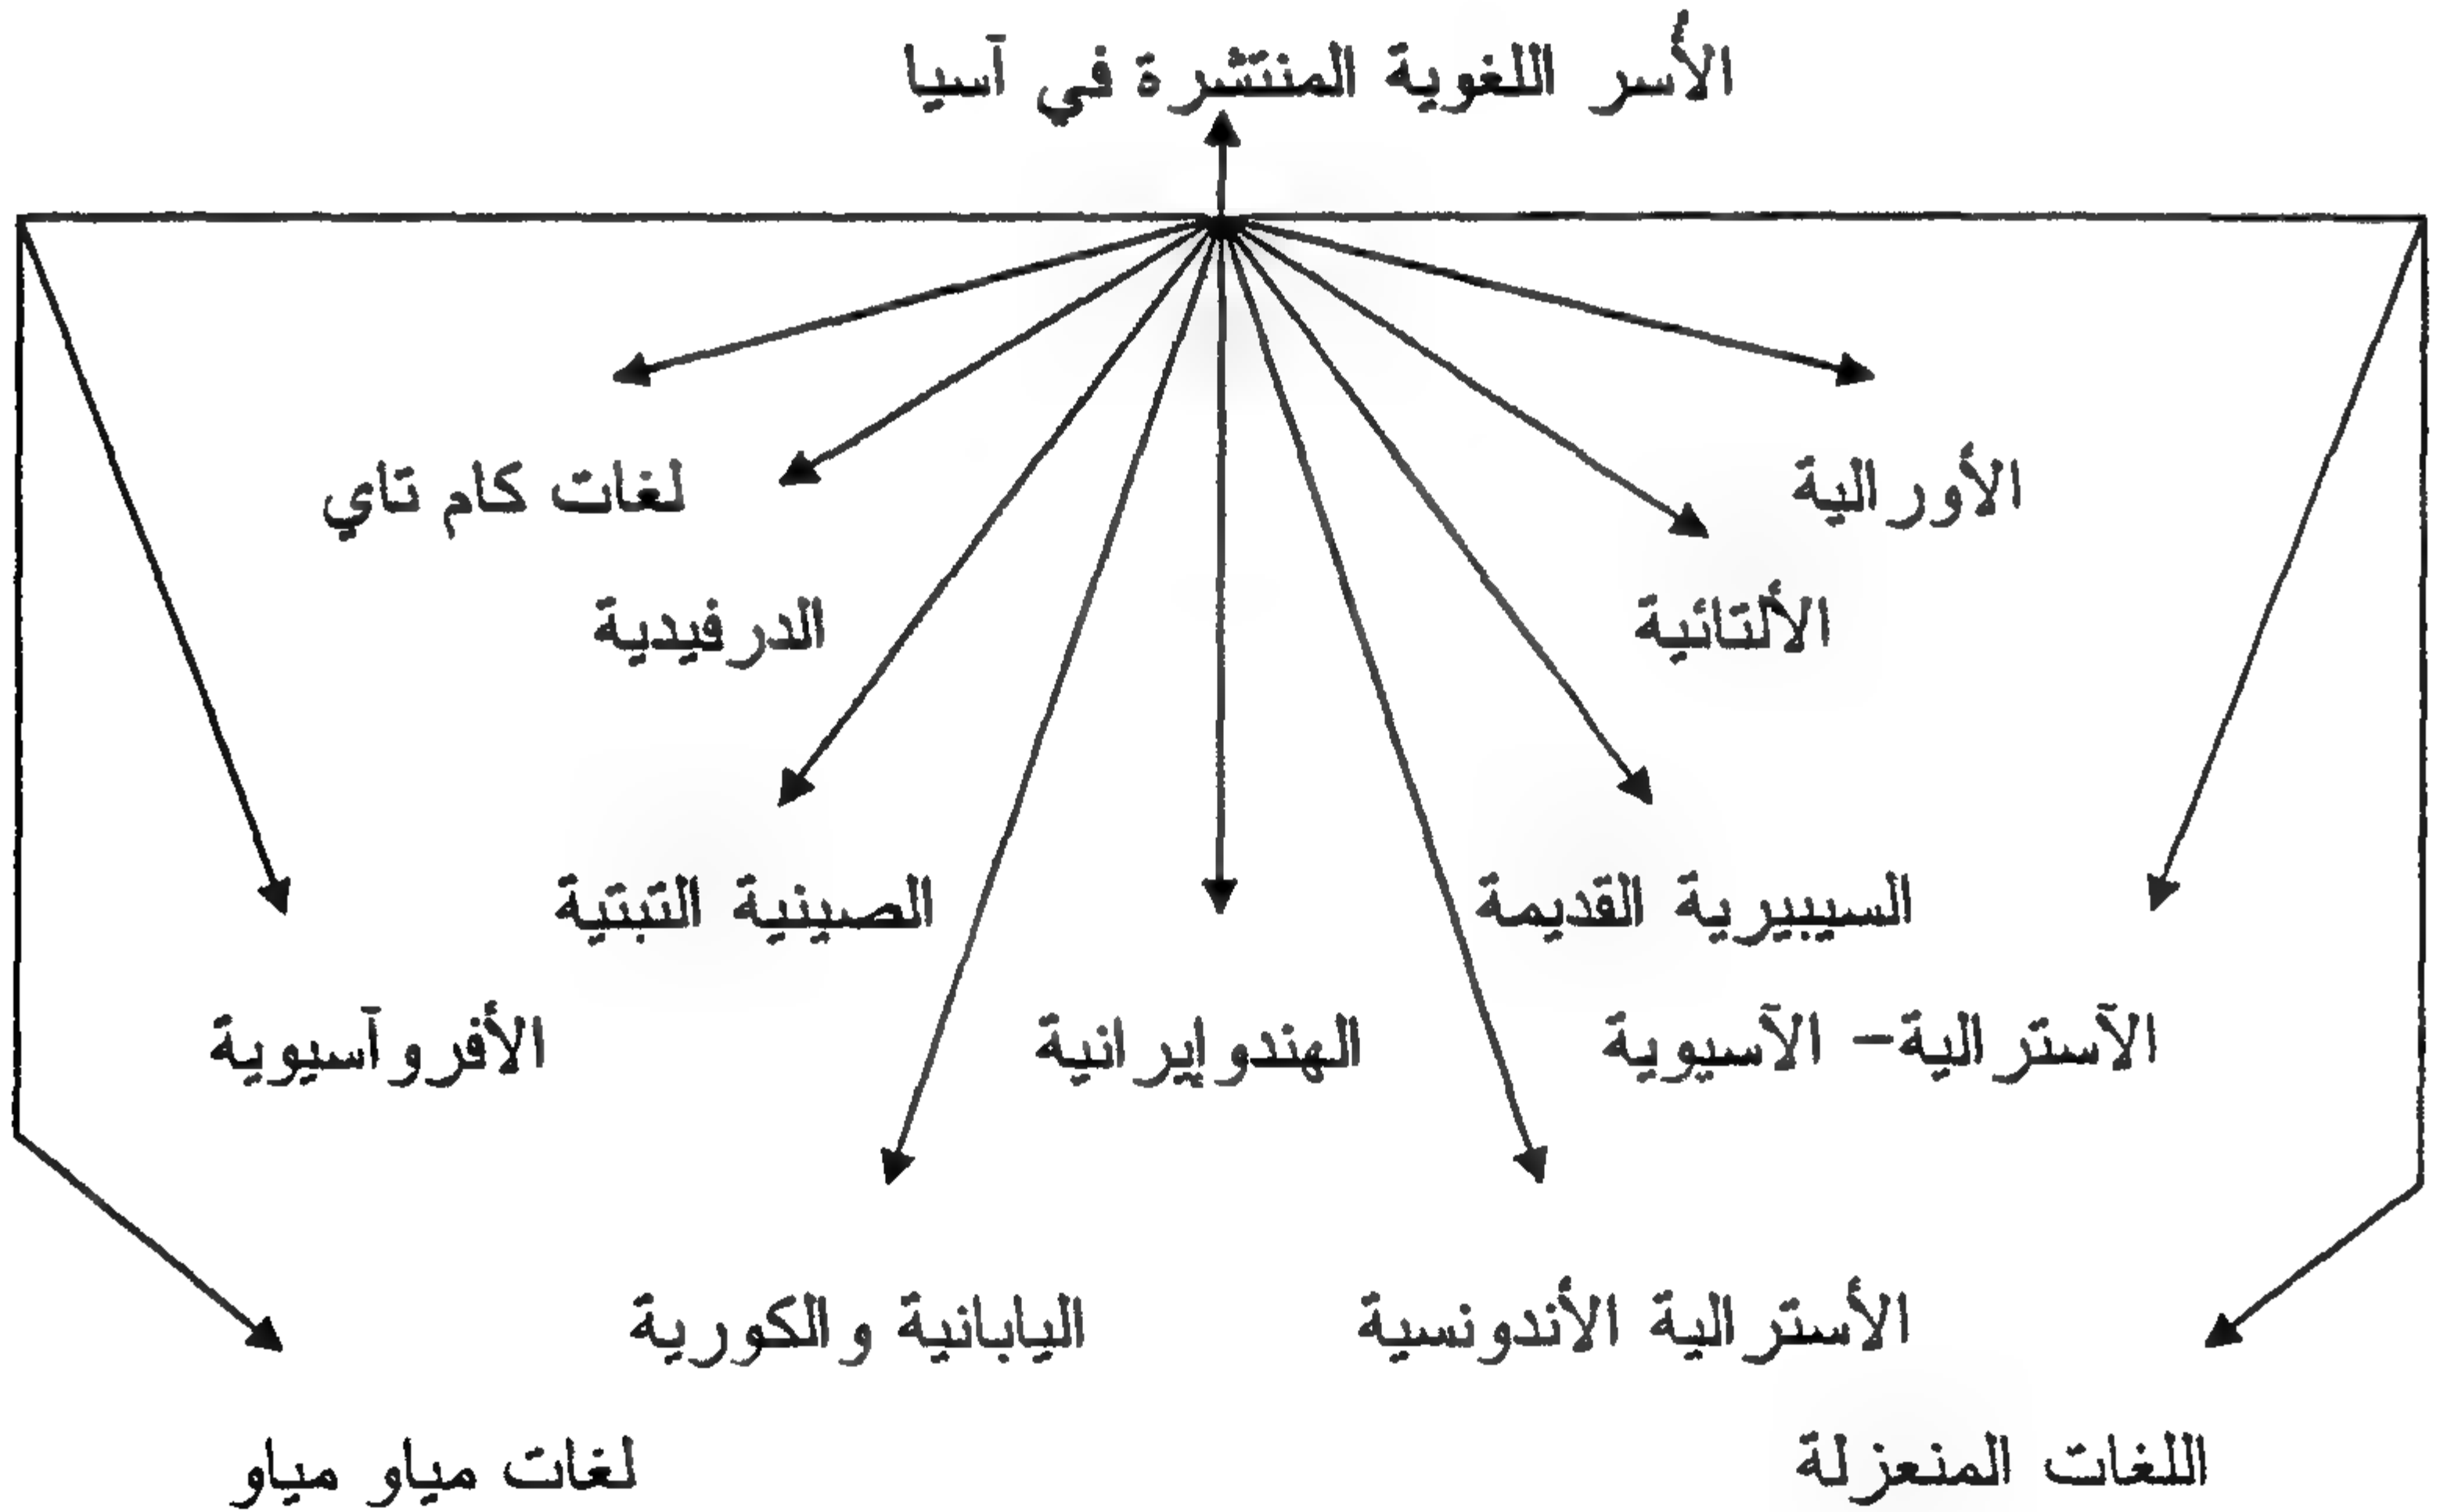 الأسر اللغوية المنتشرة في آسيا
الأورالية
لغات كام تاي
الألتائية
الدرفيدية
السيبيرية القديمة
الصينية التبتية
الآسترالية– الآسيوية
الهندوإيرانية
الأفروآسيوية
الأسترالية الأندونسية
اليابانية والكورية
اللغات المنعزلة
لغات مياو مياو